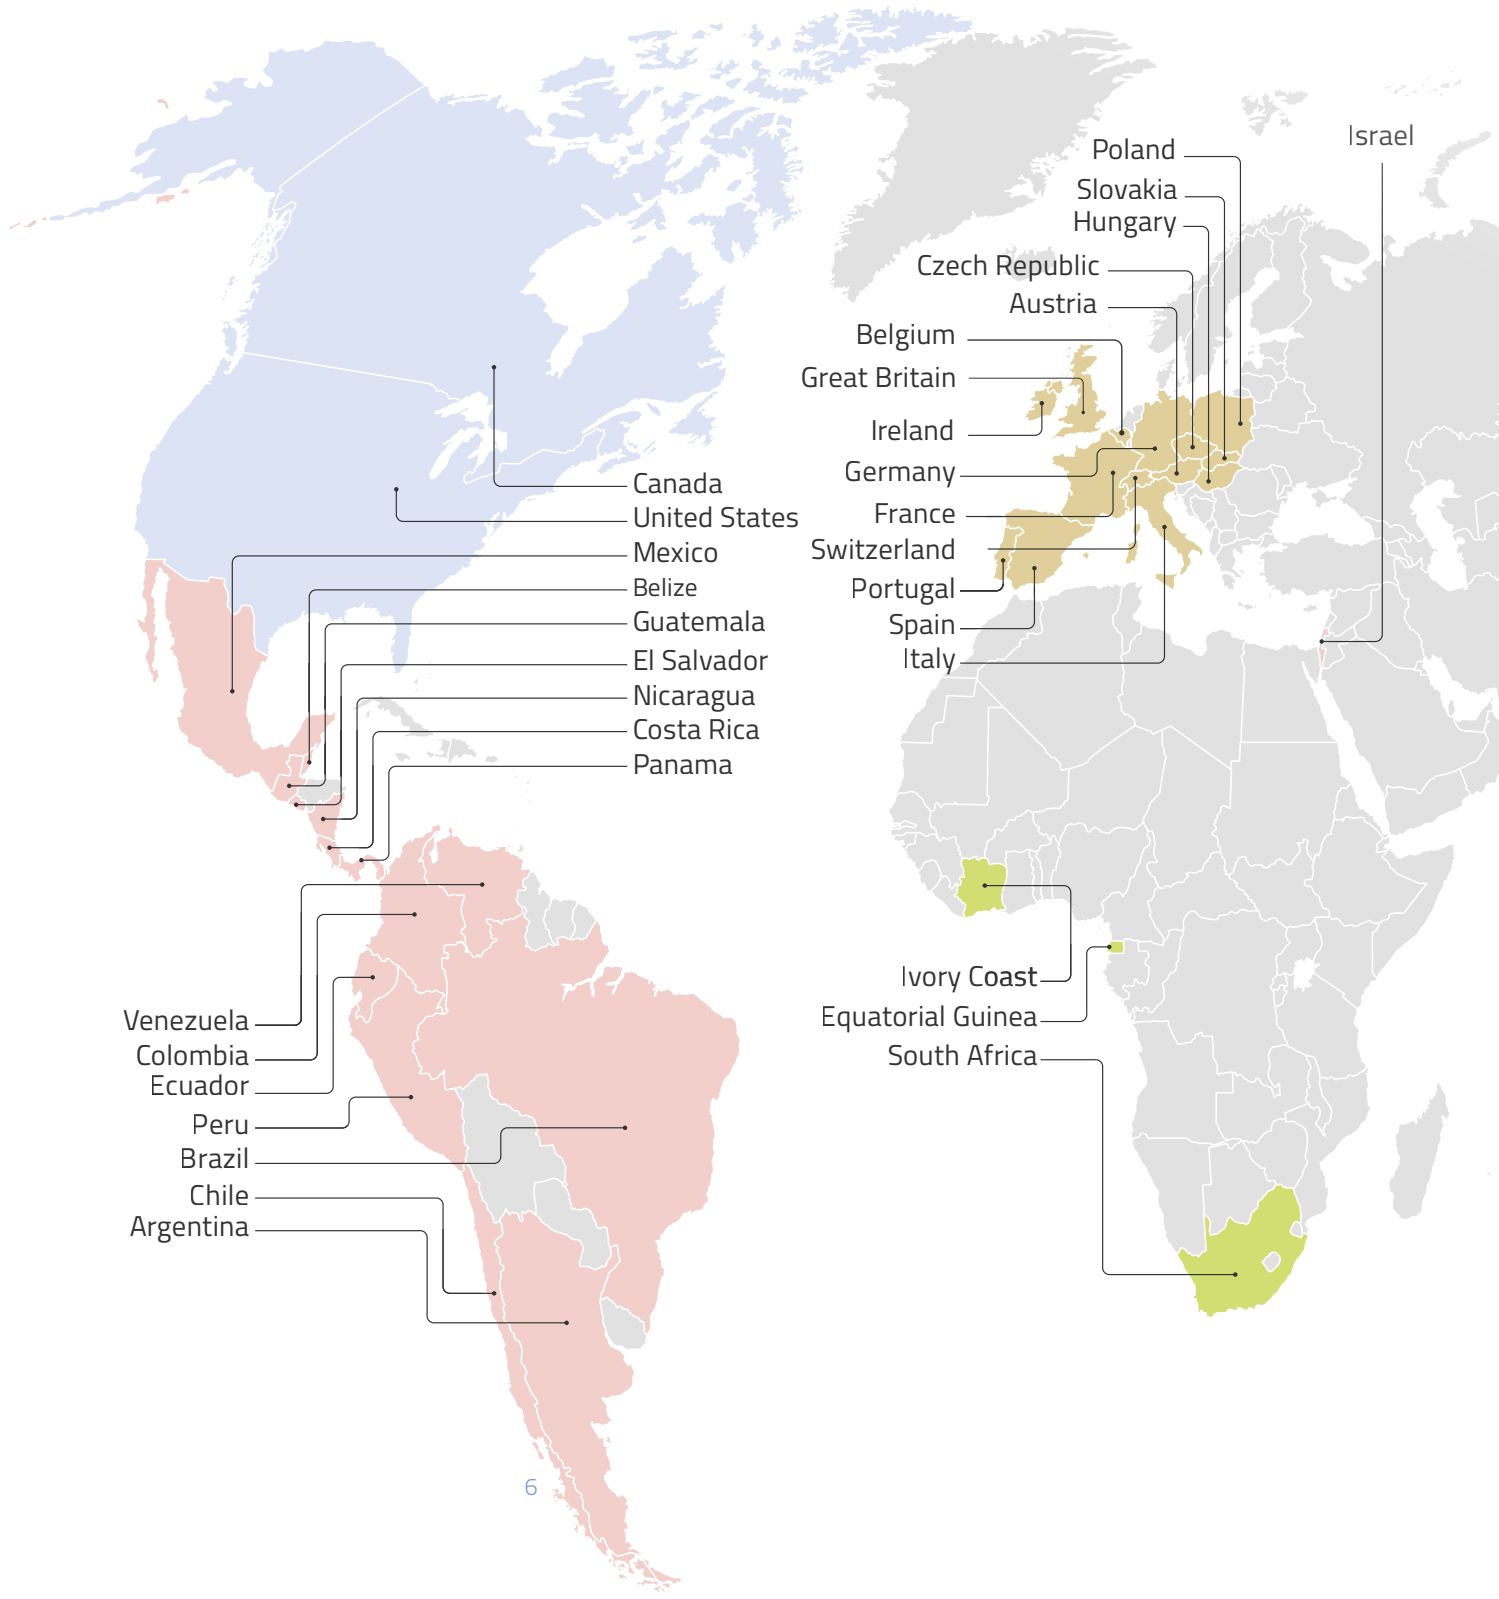 Canada
United States
Mexico
Belize
Guatemala
El Salvador
Nicaragua
Costa Rica
Panama
Venezuela
Colombia
Ecuador
Peru
Brazil
Chile
Argentina
6
Poland
Slovakia
Hungary
Czech Republic
Austria
Belgium
Great Britain
Ireland
Germany
France
Switzerland
Portugal
Spain
Italy
Israel
Ivory Coast
Equatorial Guinea
South Africa